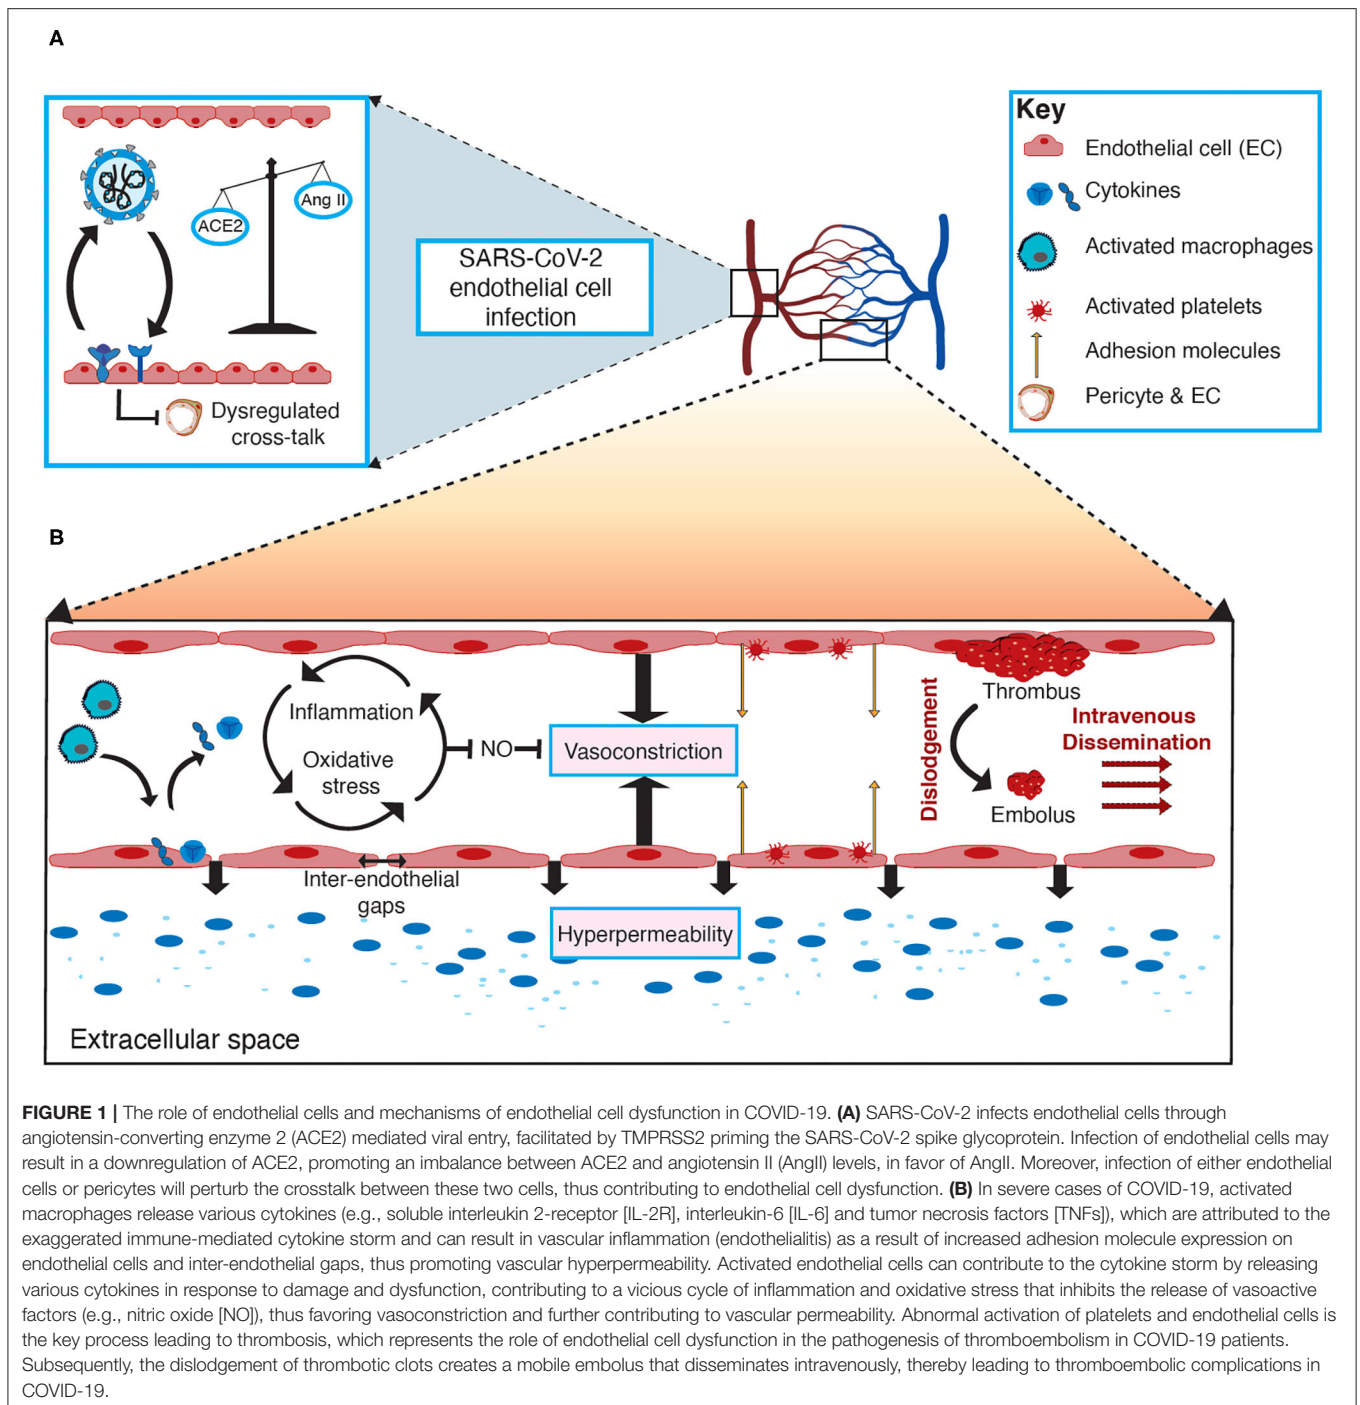 A
Key
Endothelial cell (EC)
Cytokines
Activated macrophages
Activated platelets
Adhesion molecules
Pericyte & EC
ACE2
Ang II
SARS-CoV-2
endothelial cell
infection
Dysregulated
cross-talk
B
Inflammation
Oxidative
stress
NO
Vasoconstriction
Thrombus
Dislodgement
Intravenous
Dissemination
Embolus
Inter-endothelial
gaps
Hyperpermeability
Extracellular space
FIGURE 1 | The role of endothelial cells and mechanisms of endothelial cell dysfunction in COVID-19. (A) SARS-CoV-2 infects endothelial cells through
angiotensin-converting enzyme 2 (ACE2) mediated viral entry, facilitated by TMPRSS2 priming the SARS-CoV-2 spike glycoprotein. Infection of endothelial cells may
result in a downregulation of ACE2, promoting an imbalance between ACE2 and angiotensin II (AngII) levels, in favor of AngII. Moreover, infection of either endothelial
cells or pericytes will perturb the crosstalk between these two cells, thus contributing to endothelial cell dysfunction. (B) In severe cases of COVID-19, activated
macrophages release various cytokines (e.g., soluble interleukin 2-receptor [IL-2R], interleukin-6 [IL-6] and tumor necrosis factors [TNFs]), which are attributed to the
exaggerated immune-mediated cytokine storm and can result in vascular inflammation (endothelialitis) as a result of increased adhesion molecule expression on
endothelial cells and inter-endothelial gaps, thus promoting vascular hyperpermeability. Activated endothelial cells can contribute to the cytokine storm by releasing
various cytokines in response to damage and dysfunction, contributing to a vicious cycle of inflammation and oxidative stress that inhibits the release of vasoactive
factors (e.g., nitric oxide [NO]), thus favoring vasoconstriction and further contributing to vascular permeability. Abnormal activation of platelets and endothelial cells is
the key process leading to thrombosis, which represents the role of endothelial cell dysfunction in the pathogenesis of thromboembolism in COVID-19 patients.
Subsequently, the dislodgement of thrombotic clots creates a mobile embolus that disseminates intravenously, thereby leading to thromboembolic complications in
COVID-19.